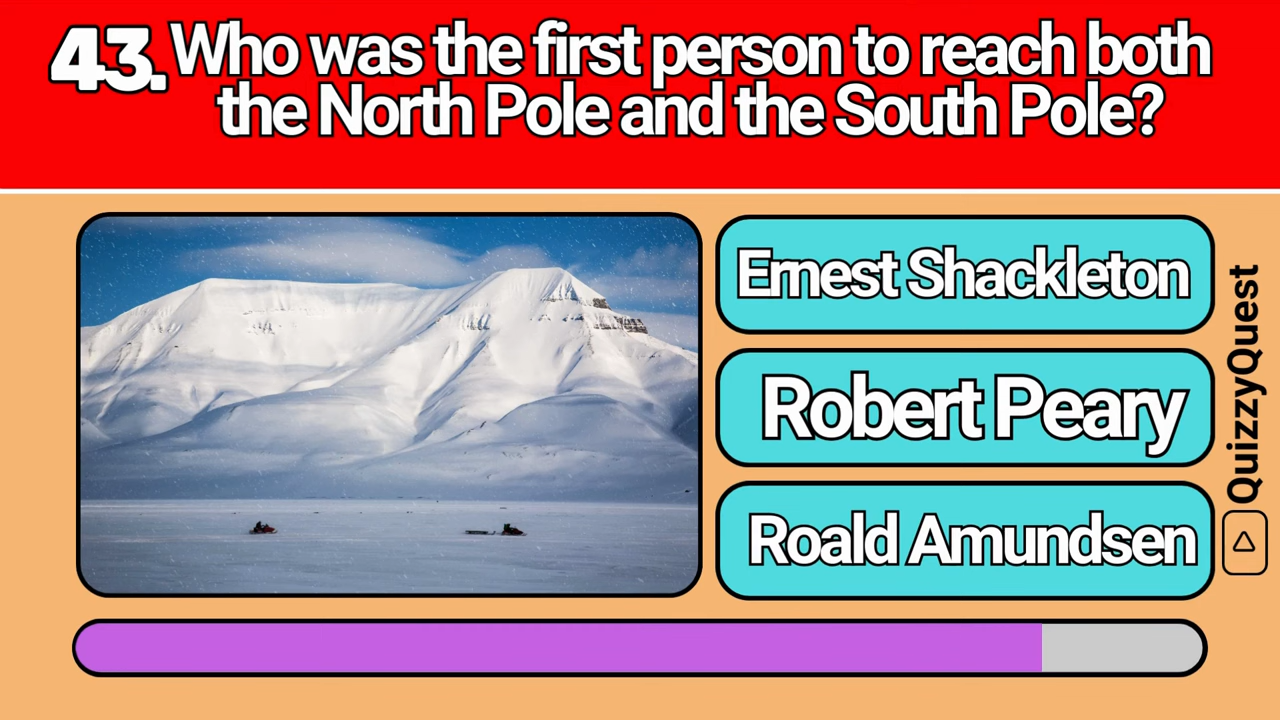 43. Who was the first person to reach both
the North Pole and the South Pole?
Ernest Shackleton
Robert Peary
Roald Amundsen
QuizzyQuest